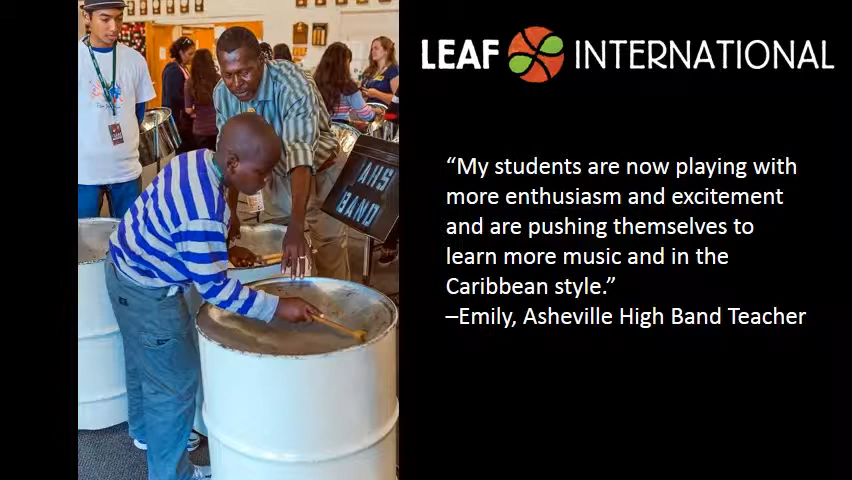 LEAF INTERNATIONAL
“My students are now playing with
more enthusiasm and excitement
and are pushing themselves to
learn more music and in the
Caribbean style.”
–Emily, Asheville High Band Teacher
AHS
BAND